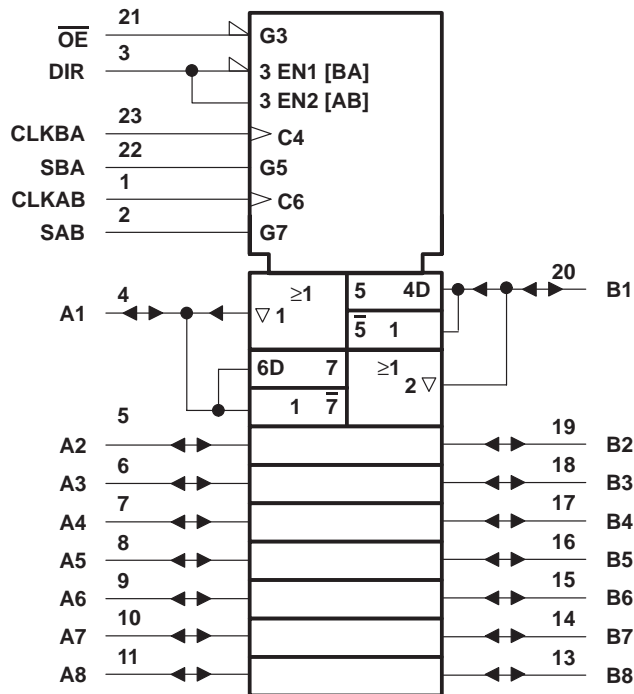 21
O̅E̅
G3
3
DIR
3 EN1 [BA]
3 EN2 [AB]
23
CLKBA
C4
22
SBA
G5
1
CLKAB
C6
2
SAB
G7
4
A1
≥1
▽ 1
5 4D
5̅ 1
20
B1
6D 7
1 7̅
≥1
2 ▽
5
A2
19
B2
6
A3
18
B3
7
A4
17
B4
8
A5
16
B5
9
A6
15
B6
10
A7
14
B7
11
A8
13
B8